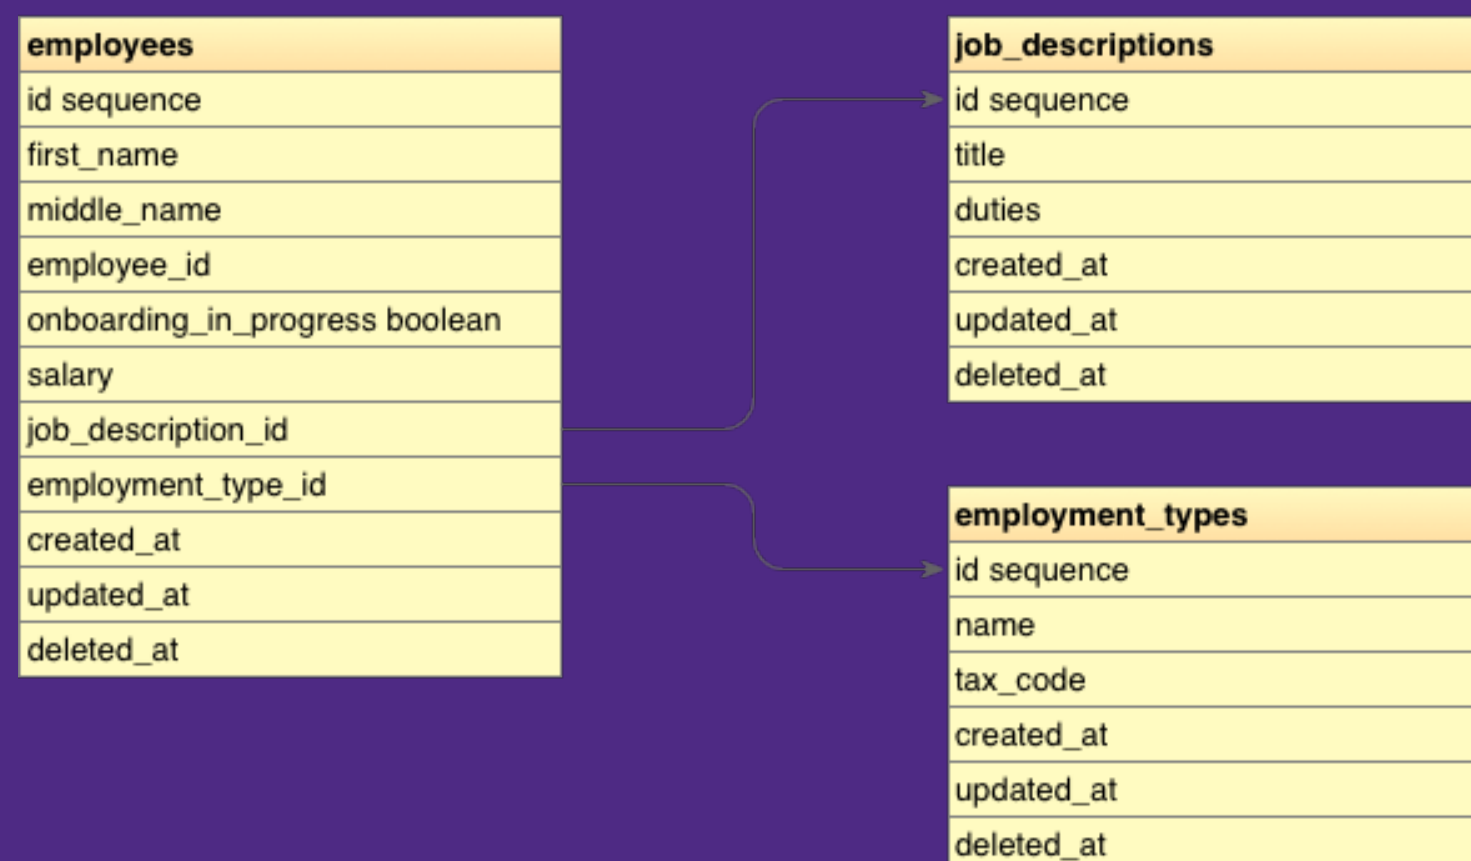 employees
id sequence
first_name
middle_name
employee_id
onboarding_in_progress boolean
salary
job_description_id
employment_type_id
created_at
updated_at
deleted_at
job_descriptions
id sequence
title
duties
created_at
updated_at
deleted_at
employment_types
id sequence
name
tax_code
created_at
updated_at
deleted_at